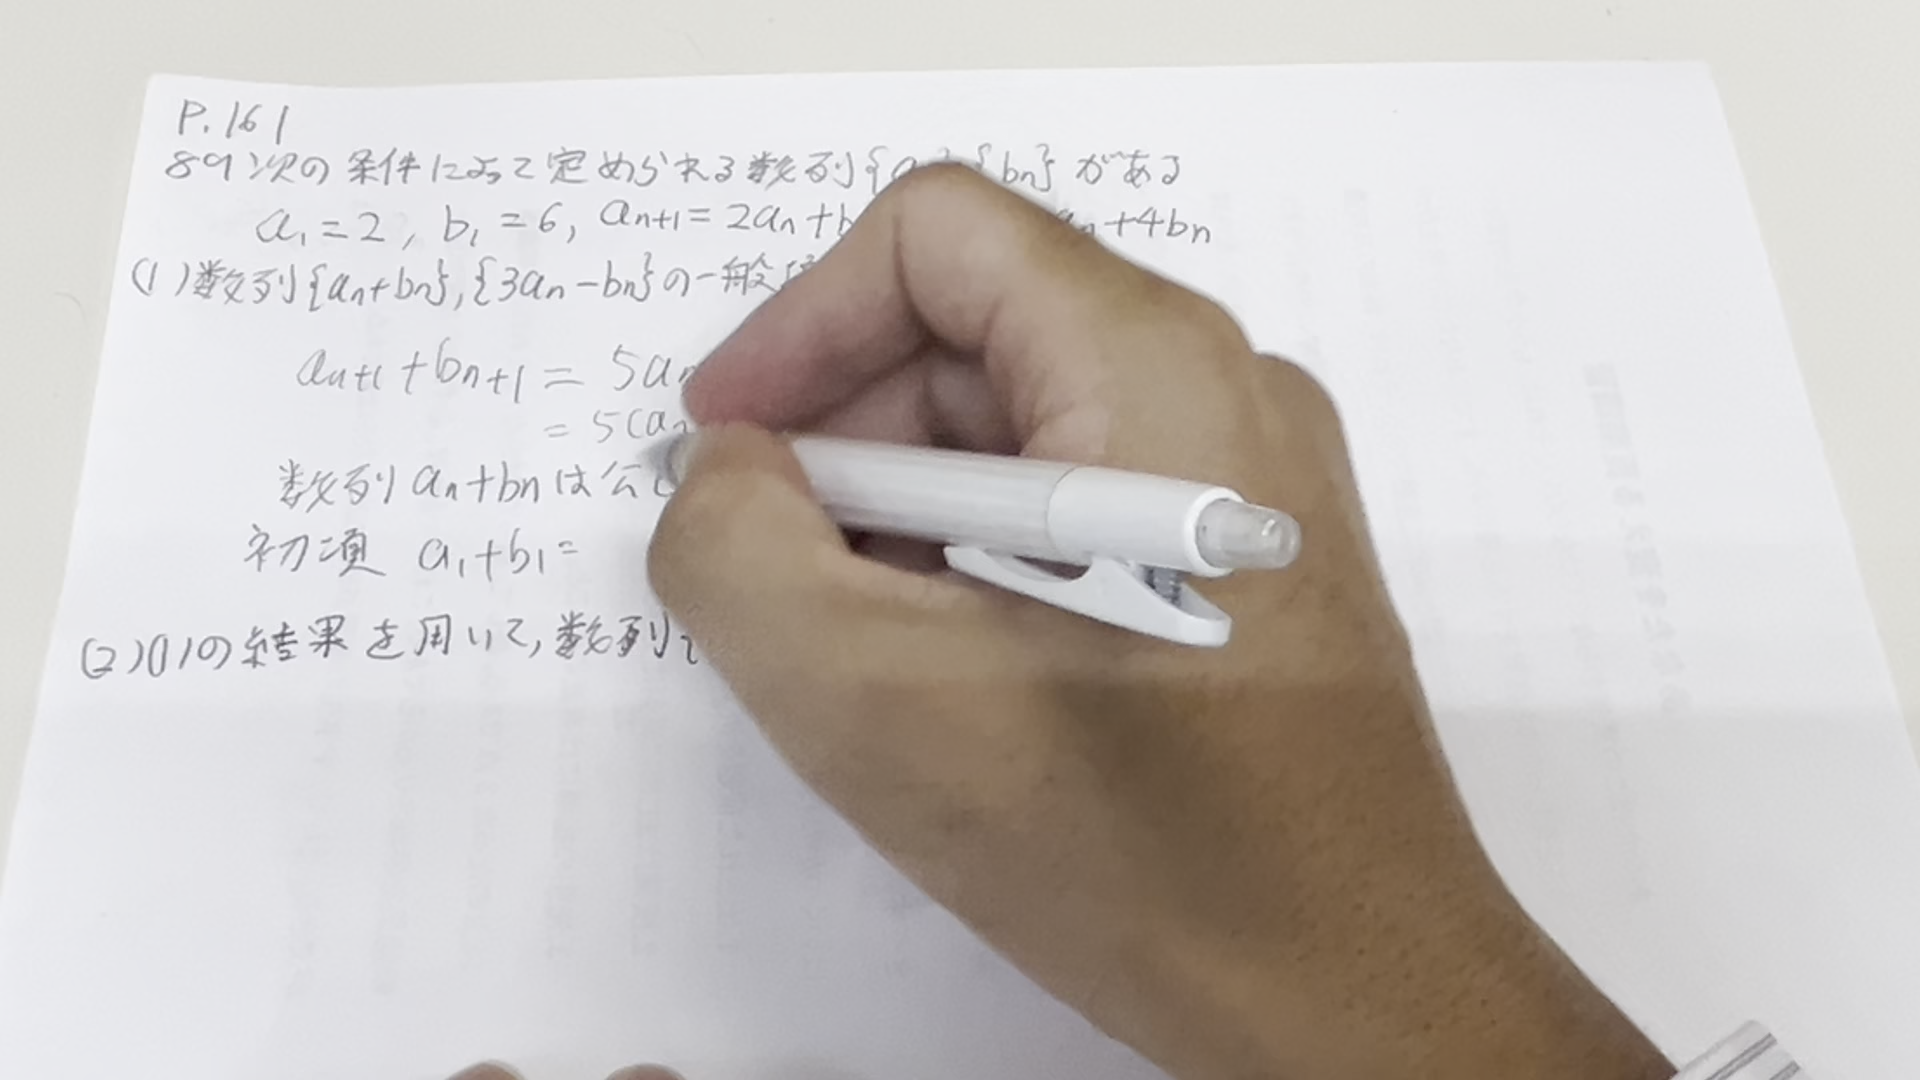 P.161
89 次の条件によって定められる数列{a bn}がある
a₁=2, b₁=6, an+1=2an+b n+4bn
(1)数列{an+bn},{3an-bn}の一般
an+1+bn+1=5an
=5(an
数列an+bnは公
初項 a₁+b₁=
(2)(1)の結果を用いて,数列{